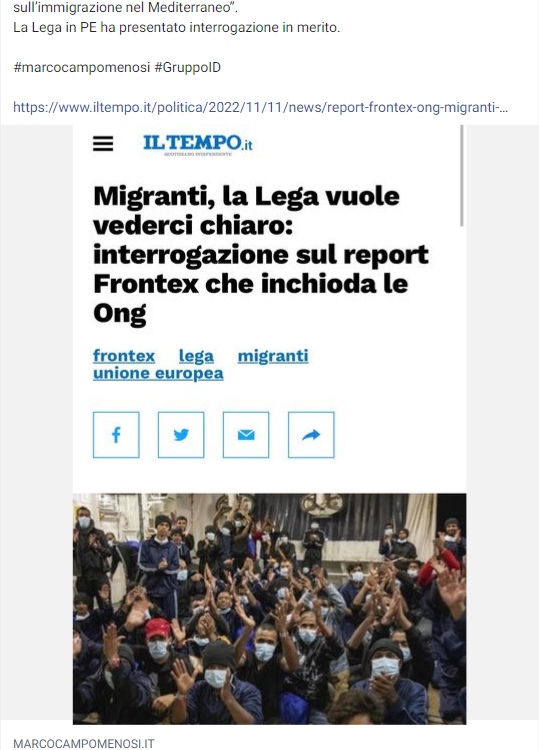 sull'immigrazione nel Mediterraneo".
La Lega in PE ha presentato interrogazione in merito.
#marcocampomenosi #GruppoID
https://www.iltempo.it/politica/2022/11/11/news/report-frontex-ong-migranti-...
IL TEMPO.it
QUOTIDIANO INDIPENDENTE
Migranti, la Lega vuole
vederci chiaro:
interrogazione sul report
Frontex che inchioda le
Ong
frontex lega migranti
unione europea
MARCOCAMPOMENOSI.IT